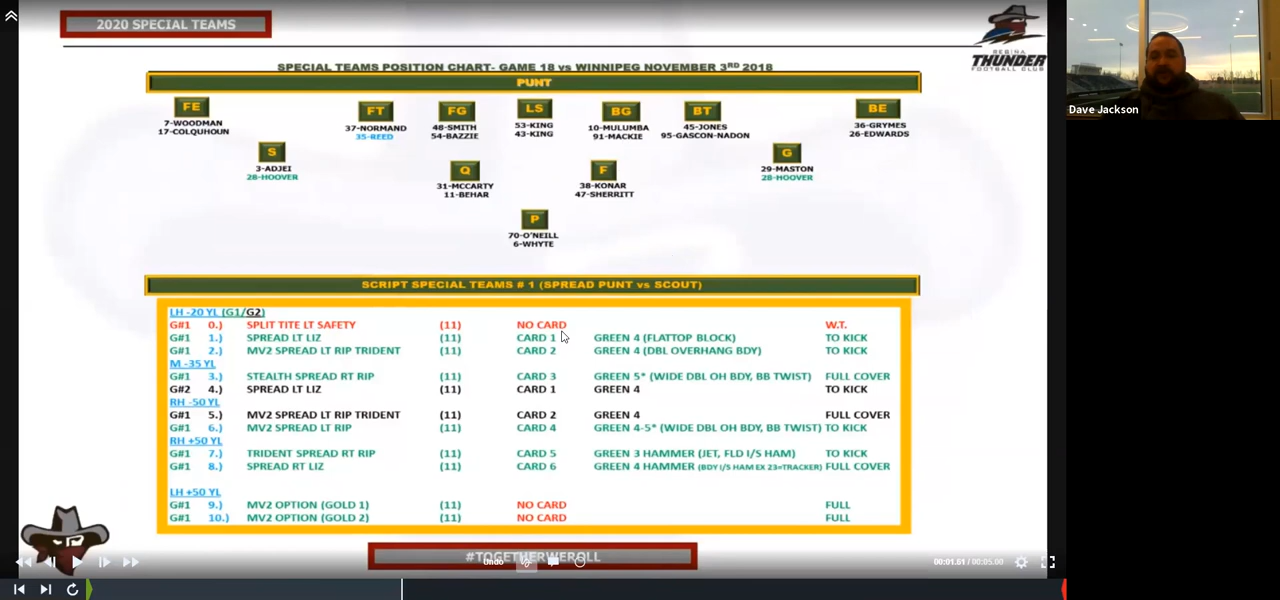 2020 SPECIAL TEAMS
REGINA
THUNDER
FOOTBALL CLUB
Dave Jackson
SPECIAL TEAMS POSITION CHART- GAME 18 vs WINNIPEG NOVEMBER 3RD 2018
PUNT
FE FT FG LS BG BT BE
7-WOODMAN 37-NORMAND 48-SMITH 53-KING 10-MULUMBA 45-JONES 36-GRYMES
17-COLQUHOUN 35-REED 54-BAZZIE 43-KING 91-MACKIE 95-GASCON-NADON 26-EDWARDS
S G
3-ADJEI 29-MASTON
28-HOOVER 28-HOOVER
Q F
31-MCCARTY 38-KONAR
11-BEHAR 47-SHERRITT
P
70-O'NEILL
6-WHYTE
SCRIPT SPECIAL TEAMS # 1 (SPREAD PUNT vs SCOUT)
LH -20 YL (G1/G2)
G#1 0.) SPLIT TITE LT SAFETY (11) NO CARD W.T.
G#1 1.) SPREAD LT LIZ (11) CARD 1 GREEN 4 (FLATTOP BLOCK) TO KICK
G#1 2.) MV2 SPREAD LT RIP TRIDENT (11) CARD 2 GREEN 4 (DBL OVERHANG BDY) TO KICK
M -35 YL
G#1 3.) STEALTH SPREAD RT RIP (11) CARD 3 GREEN 5* (WIDE DBL OH BDY, BB TWIST) FULL COVER
G#2 4.) SPREAD LT LIZ (11) CARD 1 GREEN 4 TO KICK
RH -50 YL
G#1 5.) MV2 SPREAD LT RIP TRIDENT (11) CARD 2 GREEN 4 FULL COVER
G#1 6.) MV2 SPREAD LT RIP (11) CARD 4 GREEN 4-5* (WIDE DBL OH BDY, BB TWIST) TO KICK
RH +50 YL
G#1 7.) TRIDENT SPREAD RT RIP (11) CARD 5 GREEN 3 HAMMER (JET, FLD I/S HAM) TO KICK
G#1 8.) SPREAD RT LIZ (11) CARD 6 GREEN 4 HAMMER (BDY I/S HAM EX 23=TRACKER) FULL COVER
LH +50 YL
G#1 9.) MV2 OPTION (GOLD 1) (11) NO CARD FULL
G#1 10.) MV2 OPTION (GOLD 2) (11) NO CARD FULL
#TOGETHERWEROLL
Undo
00:01.61 / 00:05.00